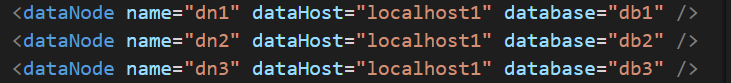 <dataNode name="dn1" dataHost="localhost1" database="db1" />
<dataNode name="dn2" dataHost="localhost1" database="db2" />
<dataNode name="dn3" dataHost="localhost1" database="db3" />